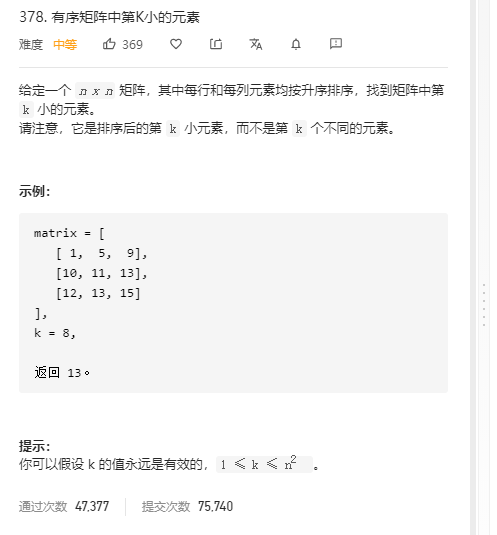 378. 有序矩阵中第K小的元素
难度 中等 369
给定一个 n x n 矩阵，其中每行和每列元素均按升序排序，找到矩阵中第
k 小的元素。
请注意，它是排序后的第 k 小元素，而不是第 k 个不同的元素。
示例：
matrix = [
[ 1, 5, 9],
[10, 11, 13],
[12, 13, 15]
],
k = 8,
返回 13。
提示：
你可以假设 k 的值永远是有效的，1 ≤ k ≤ n²。
通过次数 47,377 提交次数 75,740